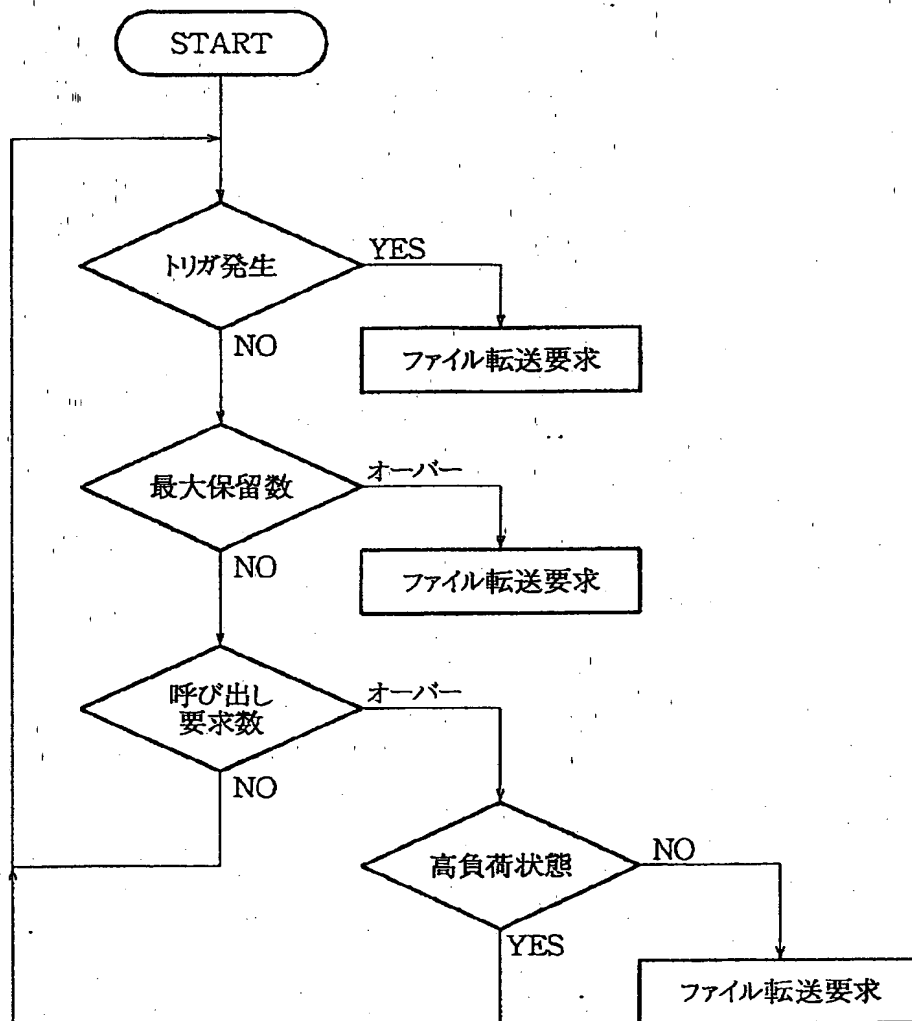 START
トリガ発生
YES
NO
ファイル転送要求
最大保留数
オーバー
NO
ファイル転送要求
呼び出し
要求数
オーバー
NO
高負荷状態
NO
YES
ファイル転送要求